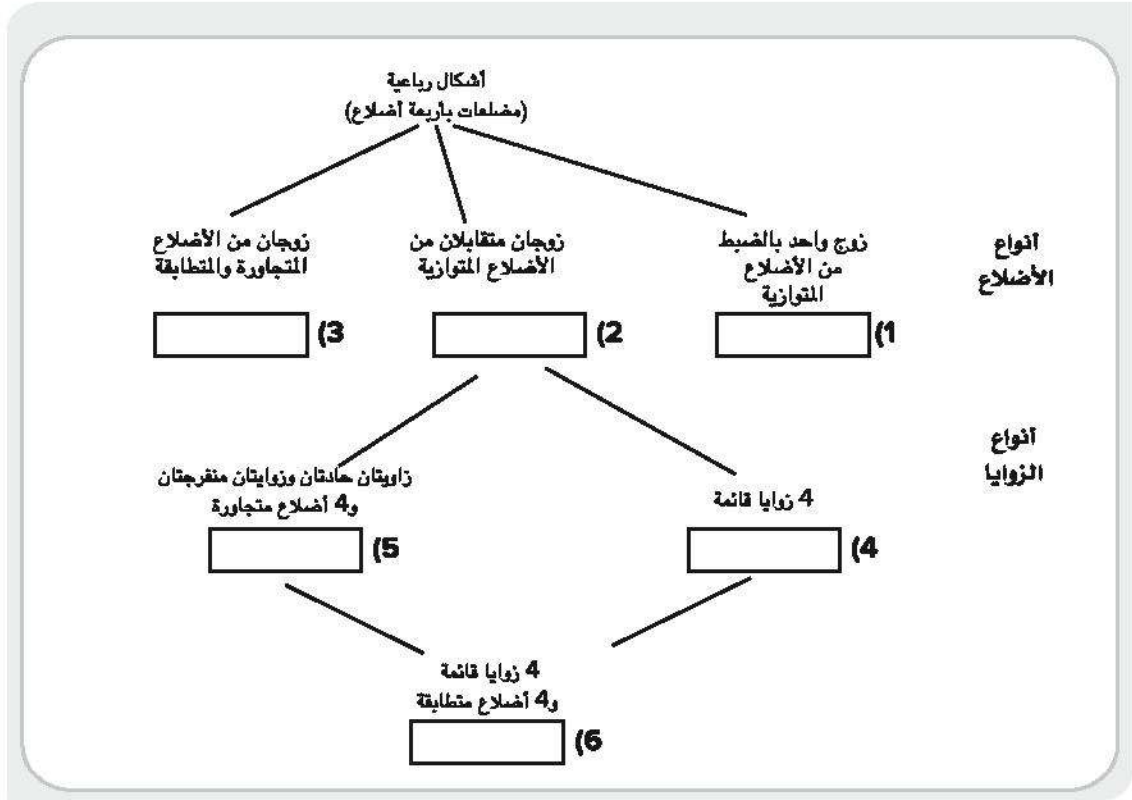 أشكال رباعية
(مضلعات بأربعة أضلاع)
أنواع
الأضلاع
زوج واحد بالضبط
من الأضلاع
المتوازية
(1
زوجان متقابلان من
الأضلاع المتوازية
(2
زوجان من الأضلاع
المتجاورة والمتطابقة
(3
أنواع
الزوايا
4 زوايا قائمة
(4
زاويتان حادتان وزوايتان منفرجتان
و4 أضلاع متجاورة
(5
4 زوايا قائمة
و4 أضلاع متطابقة
(6